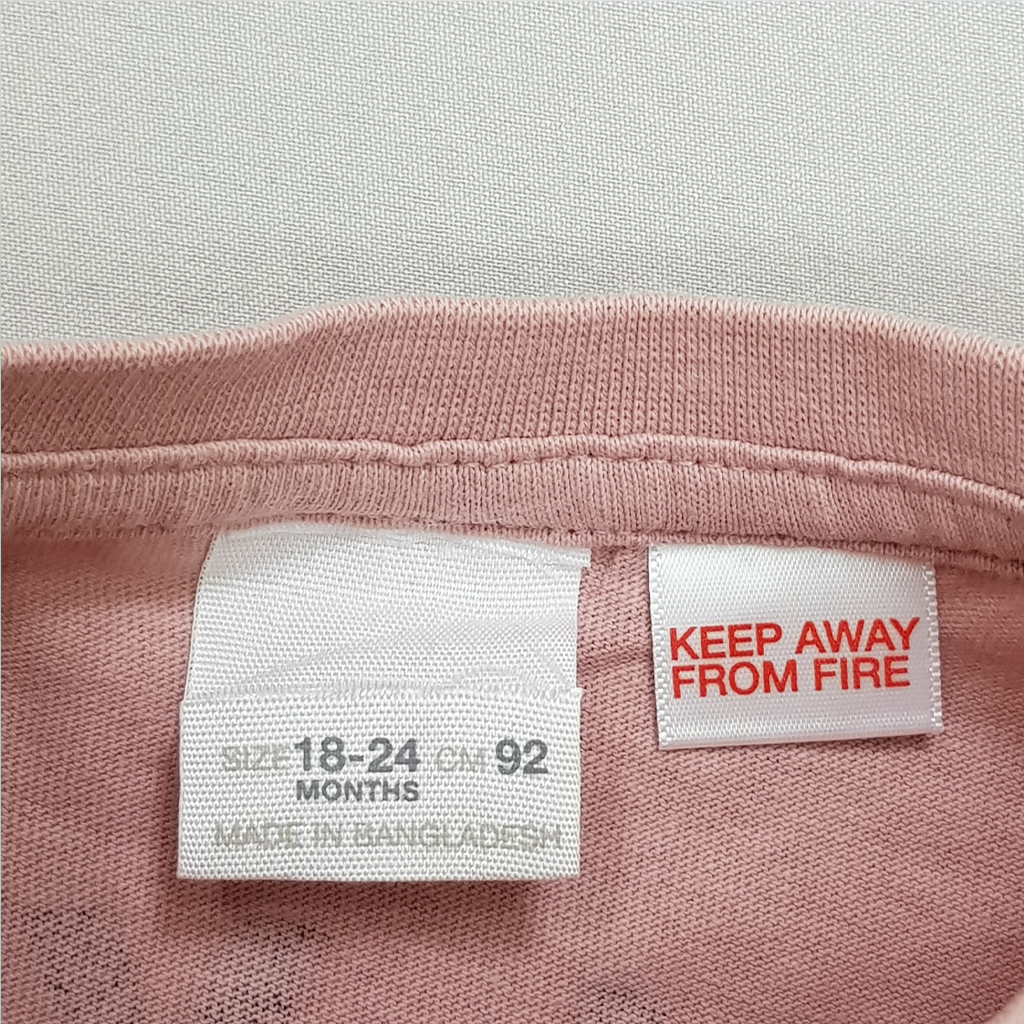 SIZE 18-24 CM 92
MONTHS
MADE IN BANGLADESH
KEEP AWAY
FROM FIRE